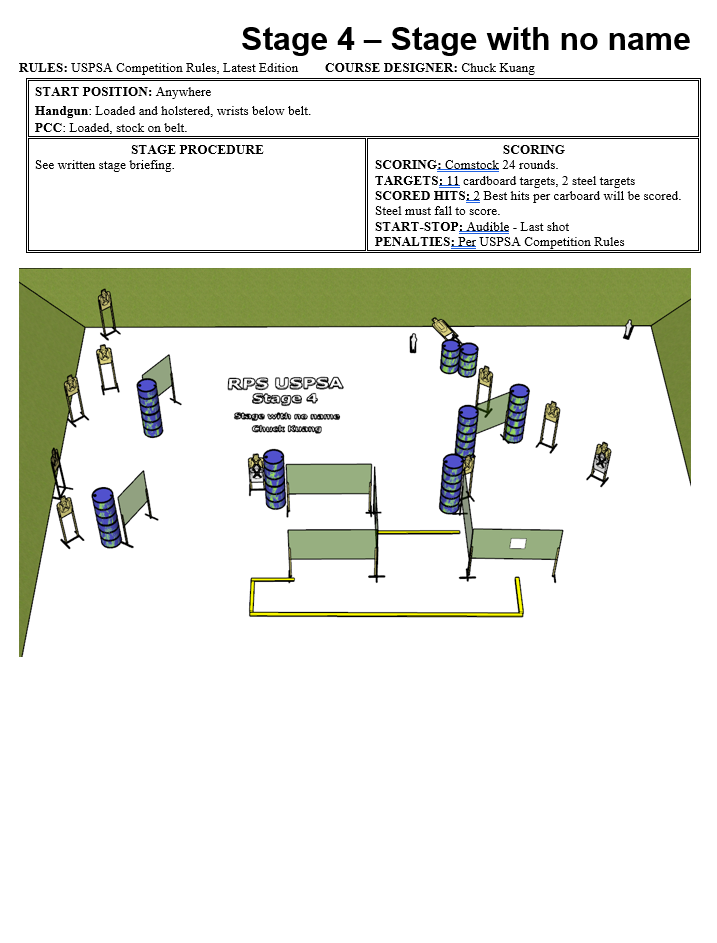 Stage 4 – Stage with no name
RULES: USPSA Competition Rules, Latest Edition COURSE DESIGNER: Chuck Kuang
START POSITION: Anywhere
Handgun: Loaded and holstered, wrists below belt.
PCC: Loaded, stock on belt.
STAGE PROCEDURE
See written stage briefing.
SCORING
SCORING: Comstock 24 rounds.
TARGETS: 11 cardboard targets, 2 steel targets
SCORED HITS: 2 Best hits per carboard will be scored.
Steel must fall to score.
START-STOP: Audible - Last shot
PENALTIES: Per USPSA Competition Rules
RPS USPSA
Stage 4
Stage with no name
Chuck Kuang